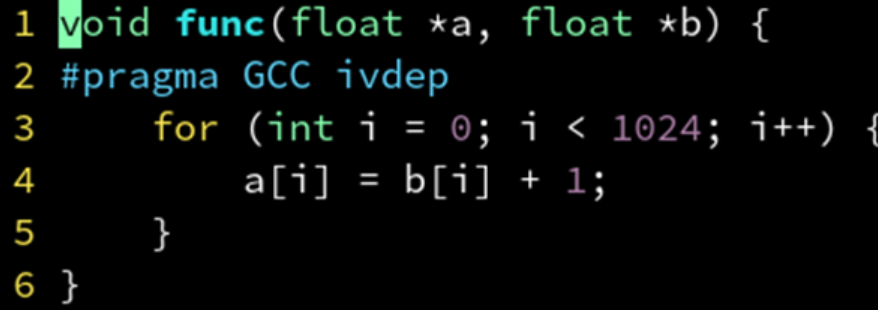 1 void func(float *a, float *b) {
2 #pragma GCC ivdep
3     for (int i = 0; i < 1024; i++) {
4         a[i] = b[i] + 1;
5     }
6 }